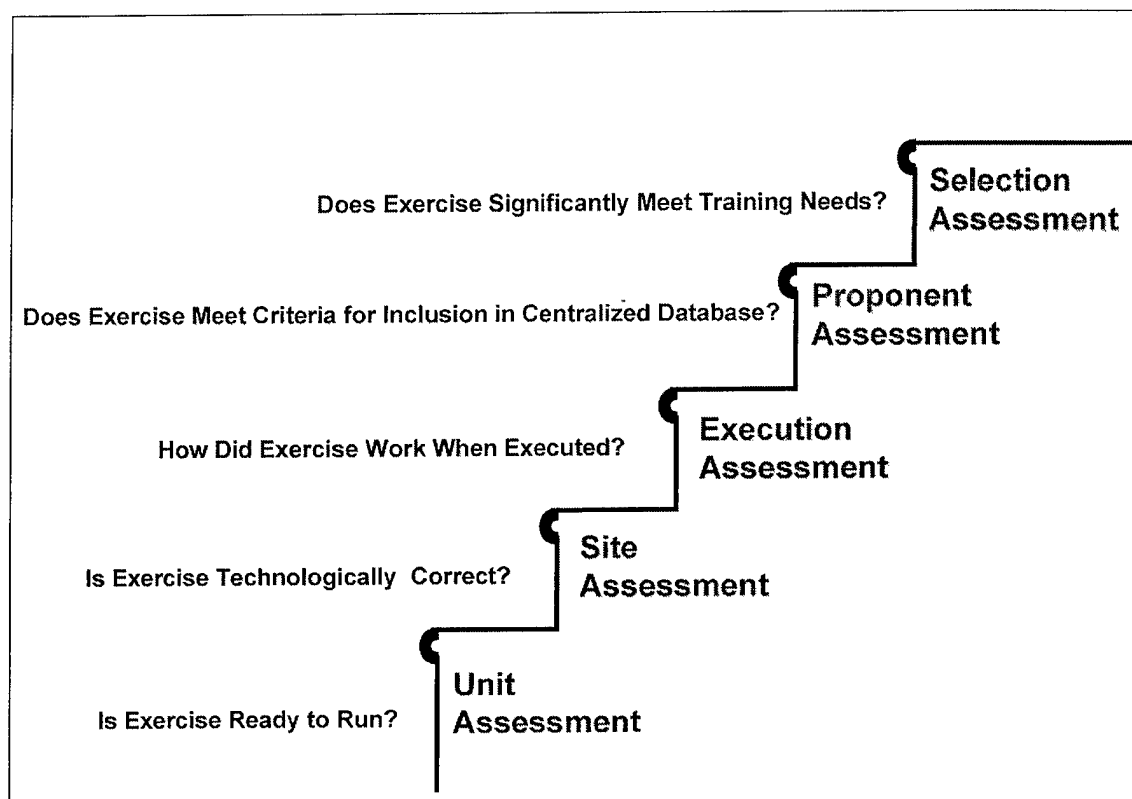 Selection
Assessment
Does Exercise Significantly Meet Training Needs?
Proponent
Assessment
Does Exercise Meet Criteria for Inclusion in Centralized Database?
Execution
Assessment
How Did Exercise Work When Executed?
Site
Assessment
Is Exercise Technologically Correct?
Unit
Assessment
Is Exercise Ready to Run?